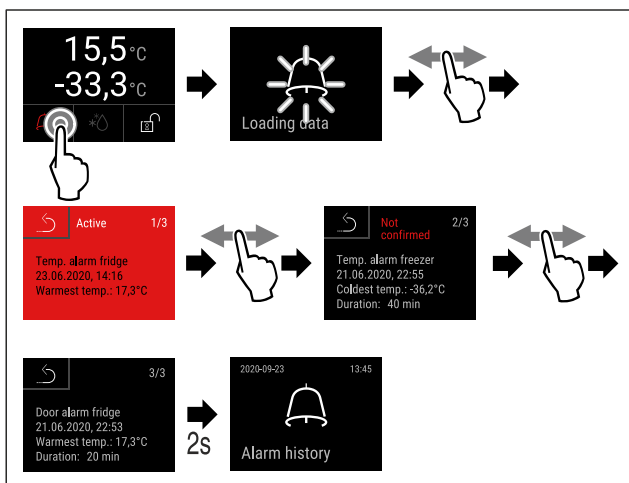 15,5°C
-33,3°C
Loading data
Active 1/3
Temp. alarm fridge
23.06.2020, 14:16
Warmest temp.: 17,3°C
Not 2/3
confirmed
Temp. alarm freezer
21.06.2020, 22:55
Coldest temp.: -36,2°C
Duration: 40 min
3/3
Door alarm fridge
21.06.2020, 22:53
Warmest temp.: 17,3°C
Duration: 20 min
2s
2020-09-23 13:45
Alarm history